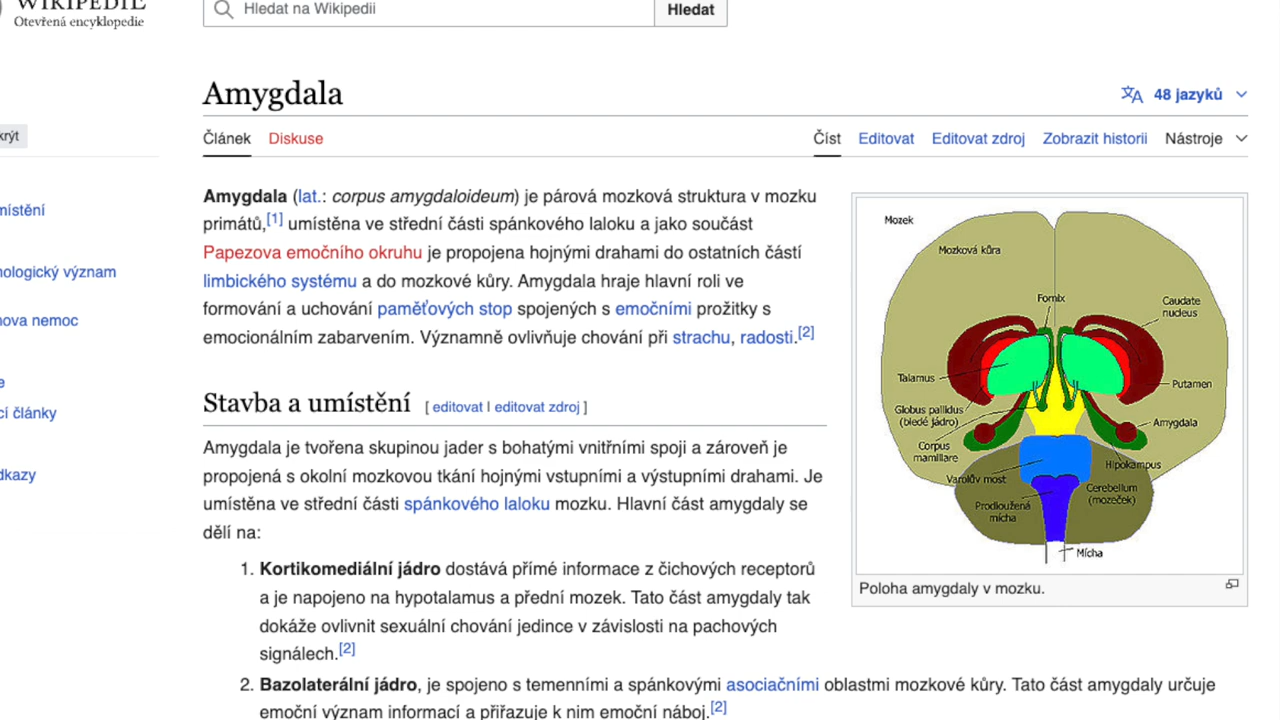 WIKIPEDIE
Otevřená encyklopedie
Hledat na Wikipedii
Hledat
Amygdala
48 jazyků
krýt
Článek Diskuse
Číst Editovat Editovat zdroj Zobrazit historii Nástroje
místění
nologický význam
nova nemoc
e
cí články
dkazy
Amygdala (lat.: corpus amygdaloideum) je párová mozková struktura v mozku
primátů,[1] umístěna ve střední části spánkového laloku a jako součást
Papezova emočního okruhu je propojena hojnými drahami do ostatních částí
limbického systému a do mozkové kůry. Amygdala hraje hlavní roli ve
formování a uchování paměťových stop spojených s emočními prožitky s
emocionálním zabarvením. Významně ovlivňuje chování při strachu, radosti.[2]
Stavba a umístění [ editovat | editovat zdroj ]
Amygdala je tvořena skupinou jader s bohatými vnitřními spoji a zároveň je
propojená s okolní mozkovou tkání hojnými vstupními a výstupními drahami. Je
umístěna ve střední části spánkového laloku mozku. Hlavní část amygdaly se
dělí na:
1. Kortikomediální jádro dostává přímé informace z čichových receptorů
a je napojeno na hypotalamus a přední mozek. Tato část amygdaly tak
dokáže ovlivnit sexuální chování jedince v závislosti na pachových
signálech.[2]
2. Bazolaterální jádro, je spojeno s temenními a spánkovými asociačními oblastmi mozkové kůry. Tato část amygdaly určuje
emoční význam informací a přiřazuje k nim emoční náboj.[2]
Mozek
Mozková kůra
Fornix
Caudate
nucleus
Talamus
Putamen
Globus pallidus
(bledé jádro)
Amygdala
Corpus
mamillare
Hipokampus
Varolův most
Cerebellum
(mozeček)
Prodloužená
mícha
Mícha
Poloha amygdaly v mozku.